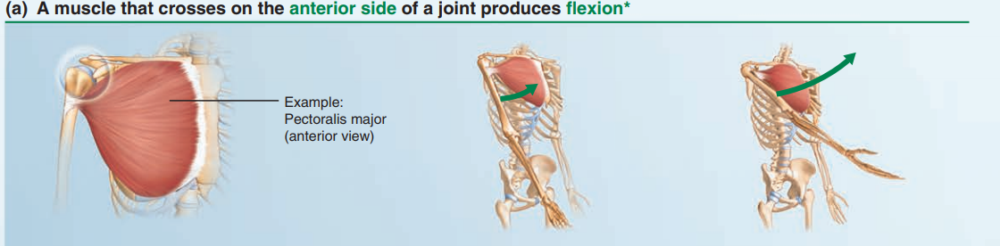 (a) A muscle that crosses on the anterior side of a joint produces flexion*
Example:
Pectoralis major
(anterior view)